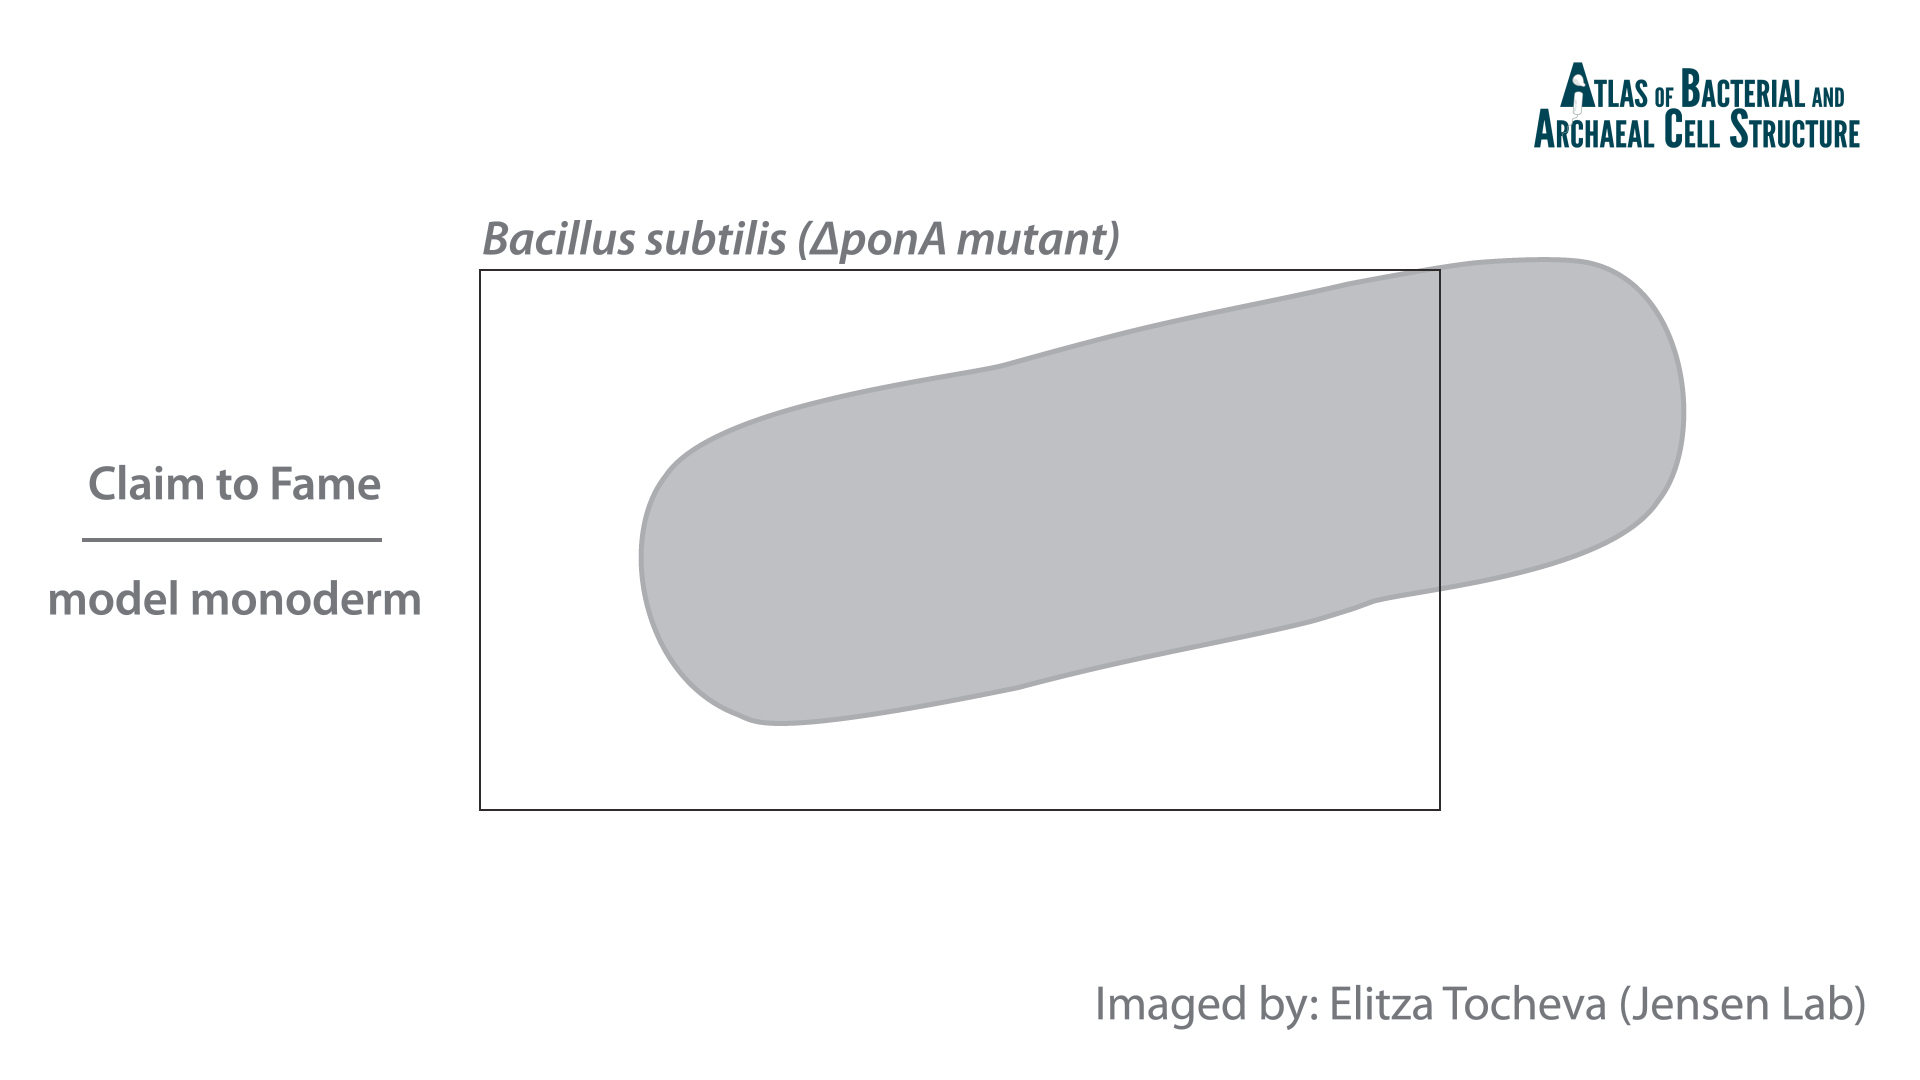 ATLAS OF BACTERIAL AND
ARCHAEAL CELL STRUCTURE
Bacillus subtilis (ΔponA mutant)
Claim to Fame
model monoderm
Imaged by: Elitza Tocheva (Jensen Lab)